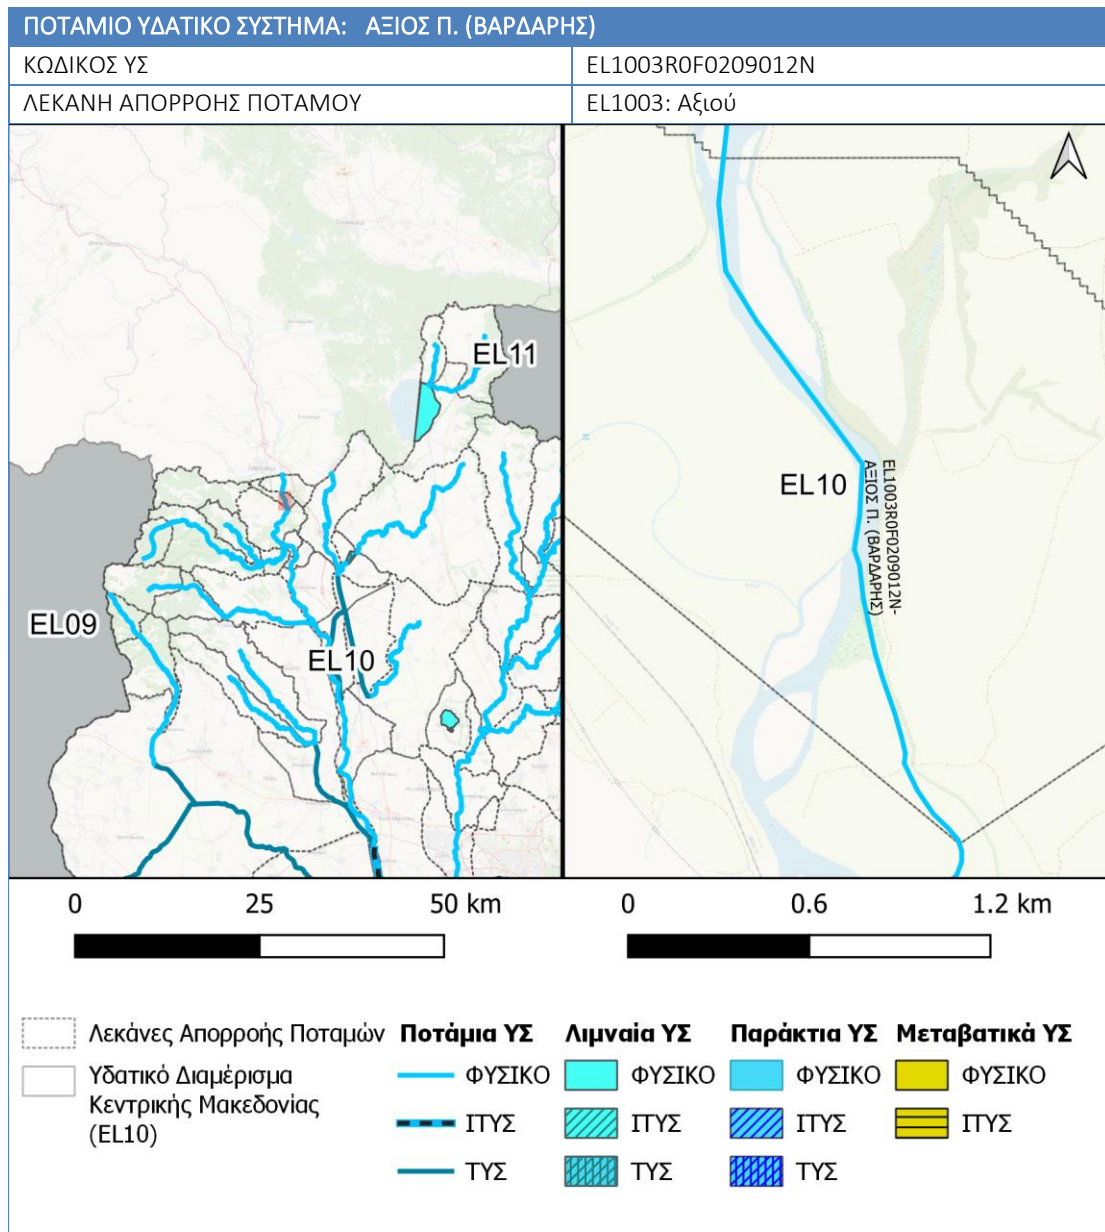 ΠΟΤΑΜΙΟ ΥΔΑΤΙΚΟ ΣΥΣΤΗΜΑ: ΑΞΙΟΣ Π. (ΒΑΡΔΑΡΗΣ)
ΚΩΔΙΚΟΣ ΥΣ EL1003R0F0209012N
ΛΕΚΑΝΗ ΑΠΟΡΡΟΗΣ ΠΟΤΑΜΟΥ EL1003: Αξιού
EL11
EL09
EL10
EL10
EL1003R0F0209012N-
ΑΞΙΟΣ Π. (ΒΑΡΔΑΡΗΣ)
0 25 50 km
0 0.6 1.2 km
Λεκάνες Απορροής Ποταμών
Υδατικό Διαμέρισμα
Κεντρικής Μακεδονίας
(EL10)
Ποτάμια ΥΣ
ΦΥΣΙΚΟ
ΙΤΥΣ
ΤΥΣ
Λιμναία ΥΣ
ΦΥΣΙΚΟ
ΙΤΥΣ
ΤΥΣ
Παράκτια ΥΣ
ΦΥΣΙΚΟ
ΙΤΥΣ
ΤΥΣ
Μεταβατικά ΥΣ
ΦΥΣΙΚΟ
ΙΤΥΣ